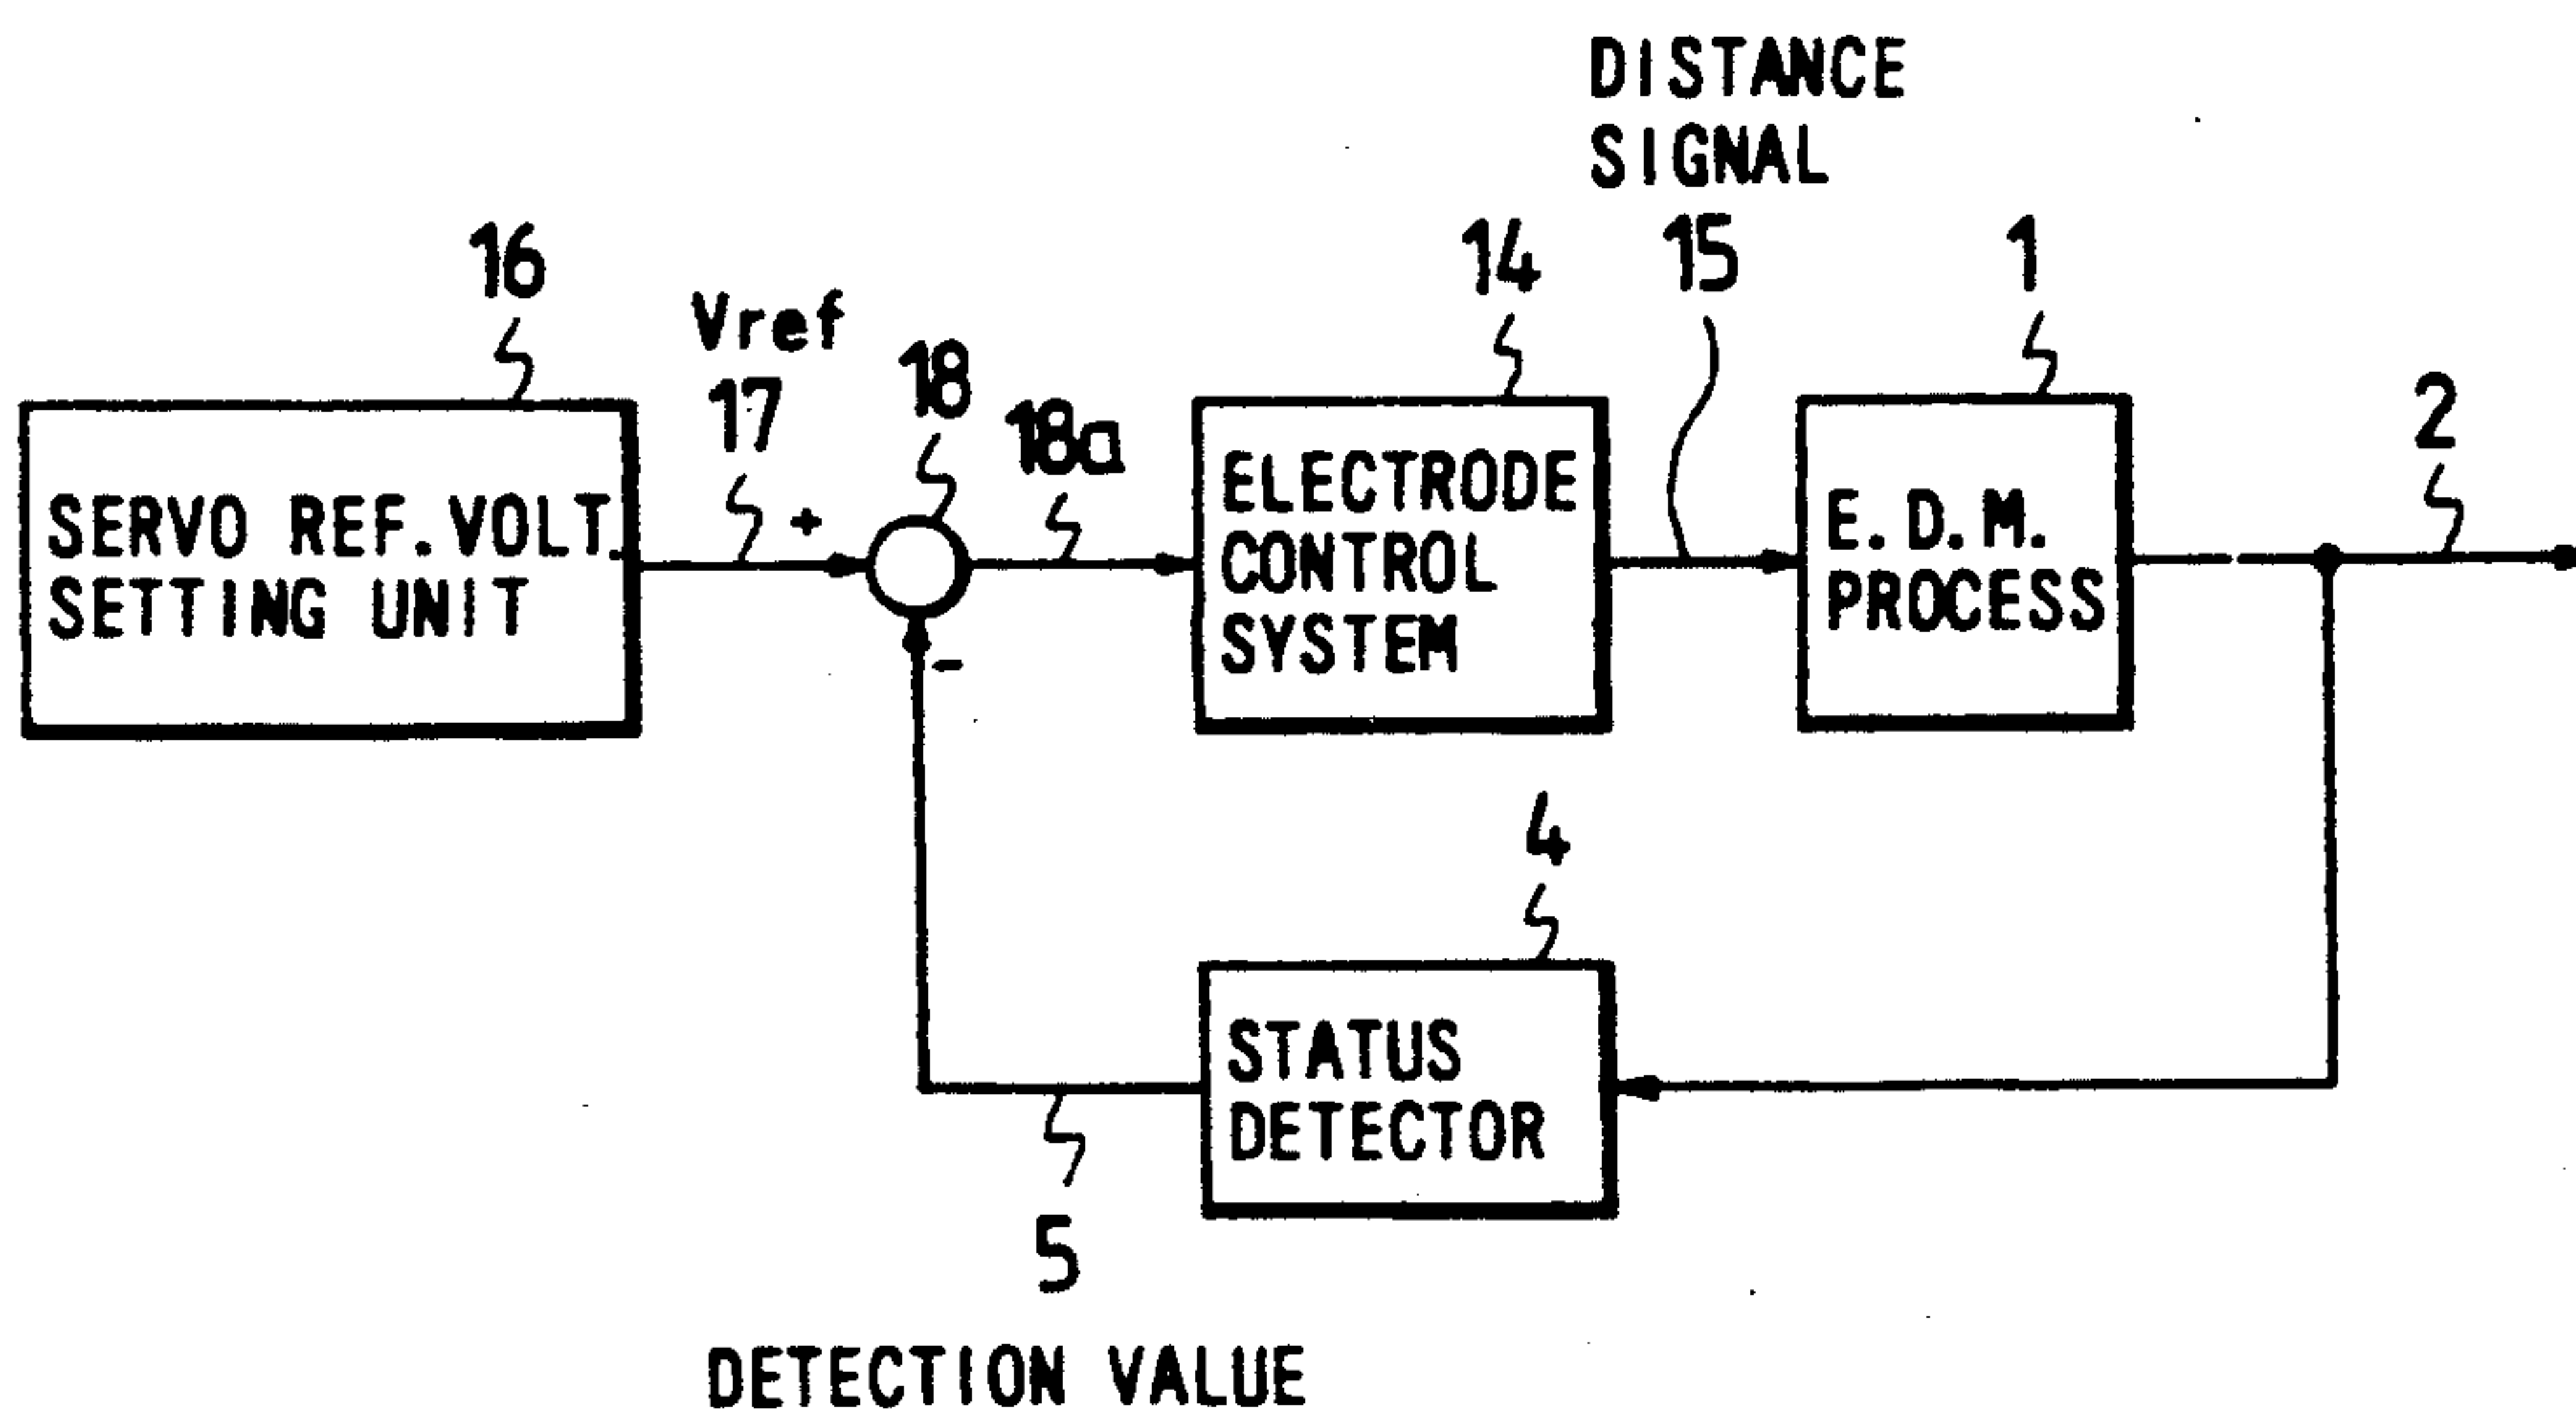 DISTANCE
SIGNAL
16
Vref
17
18
18a
14
15
1
2
+
-
SERVO REF. VOLT.
SETTING UNIT
ELECTRODE
CONTROL
SYSTEM
E. D. M.
PROCESS
4
STATUS
DETECTOR
5
DETECTION VALUE